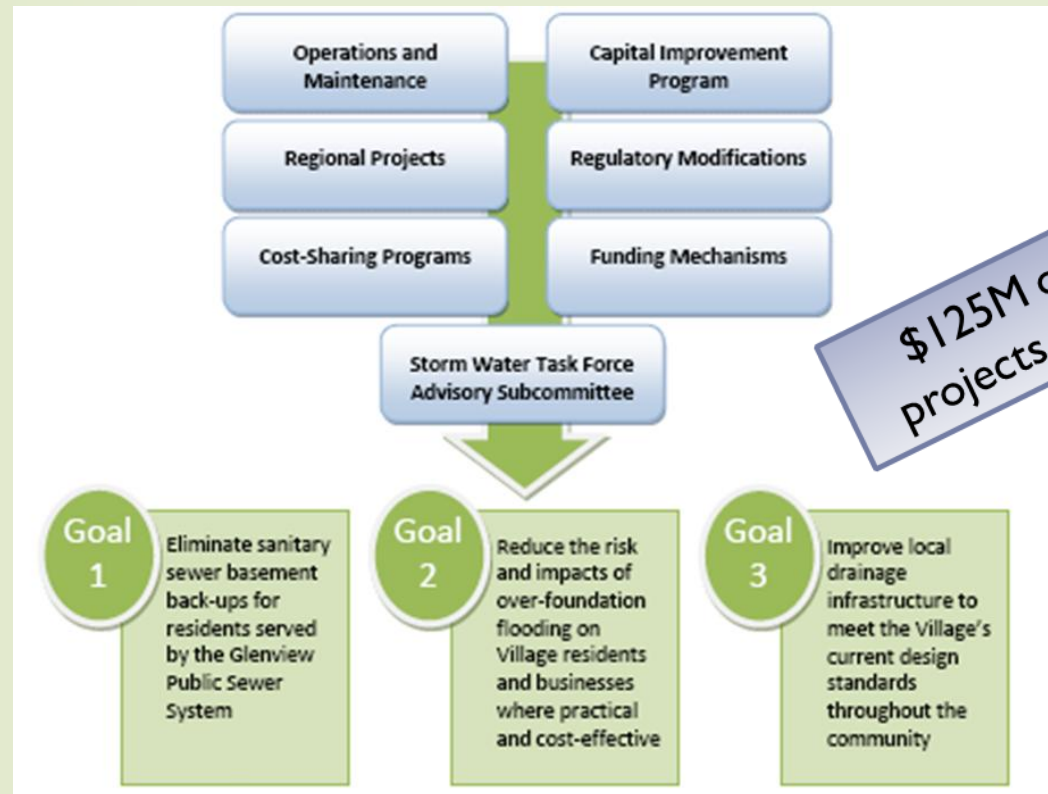 Operations and
Maintenance
Capital Improvement
Program
Regional Projects
Regulatory Modifications
Cost-Sharing Programs
Funding Mechanisms
Storm Water Task Force
Advisory Subcommittee
$125M
projects
Goal
1
Eliminate sanitary
sewer basement
back-ups for
residents served
by the Glenview
Public Sewer
System
Goal
2
Reduce the risk
and impacts of
over-foundation
flooding on
Village residents
and businesses
where practical
and cost-effective
Goal
3
Improve local
drainage
infrastructure to
meet the Village's
current design
standards
throughout the
community